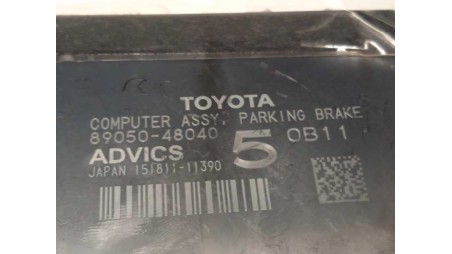 TOYOTA
COMPUTER ASSY, PARKING BRAKE
89050-48040 5 0B11
ADVICS
JAPAN 151811-11390